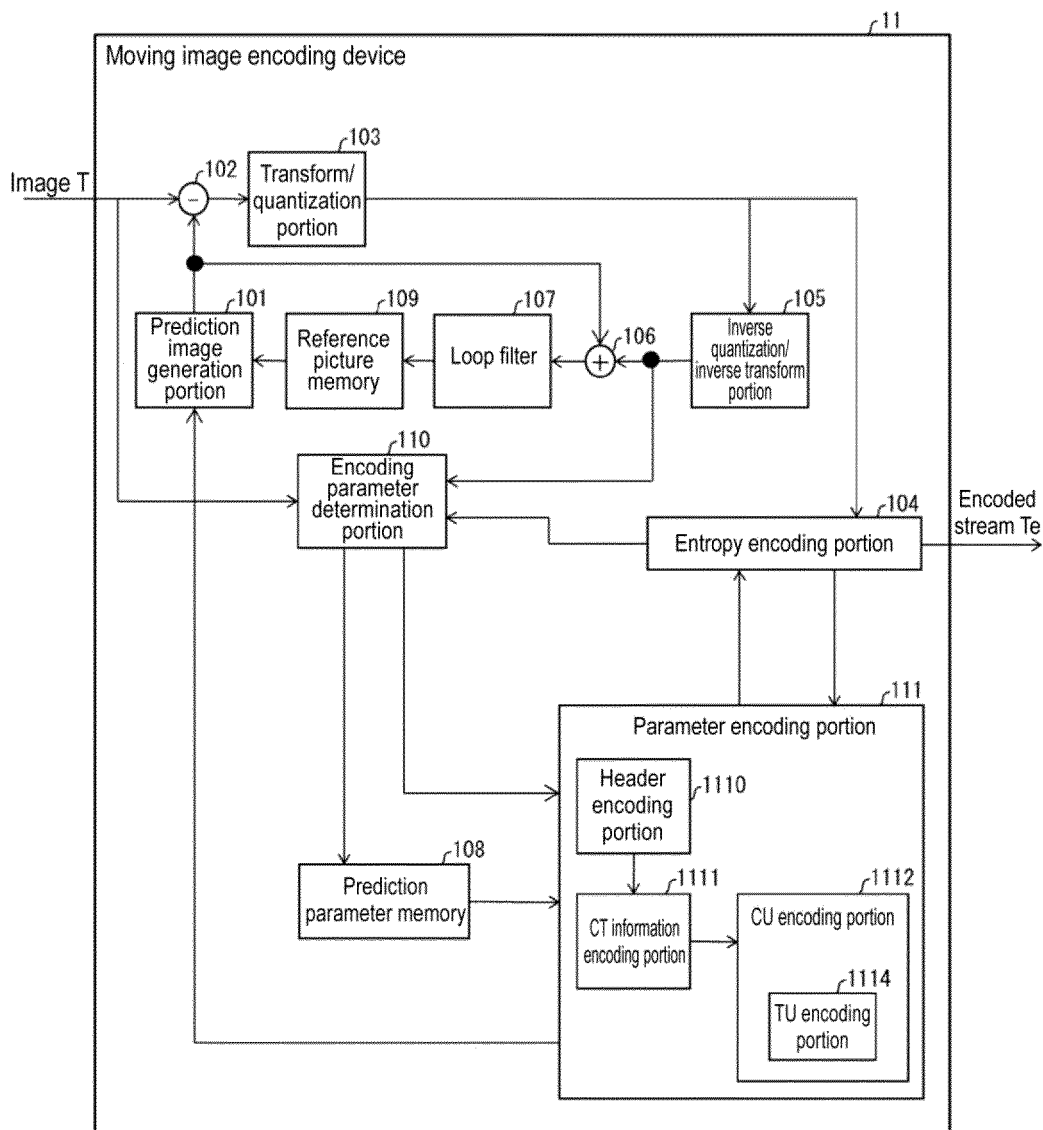 11
Moving image encoding device
103
102
Image T
Transform/
quantization
portion
−
101
109
107
105
Prediction
image
generation
portion
Reference
picture
memory
Loop filter
106
+
Inverse
quantization/
inverse transform
portion
110
Encoding
parameter
determination
portion
104
Encoded
stream Te
Entropy encoding portion
111
Parameter encoding portion
Header
encoding
portion
1110
108
Prediction
parameter memory
1111
1112
CT information
encoding portion
CU encoding portion
1114
TU encoding
portion